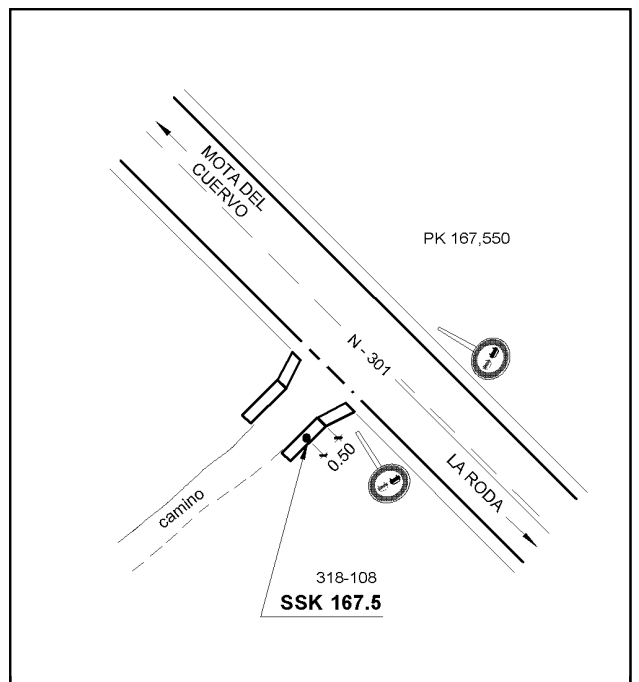 MOTA DEL
CUERVO
PK 167,550
N - 301
0.50
LA RODA
camino
318-108
SSK 167.5